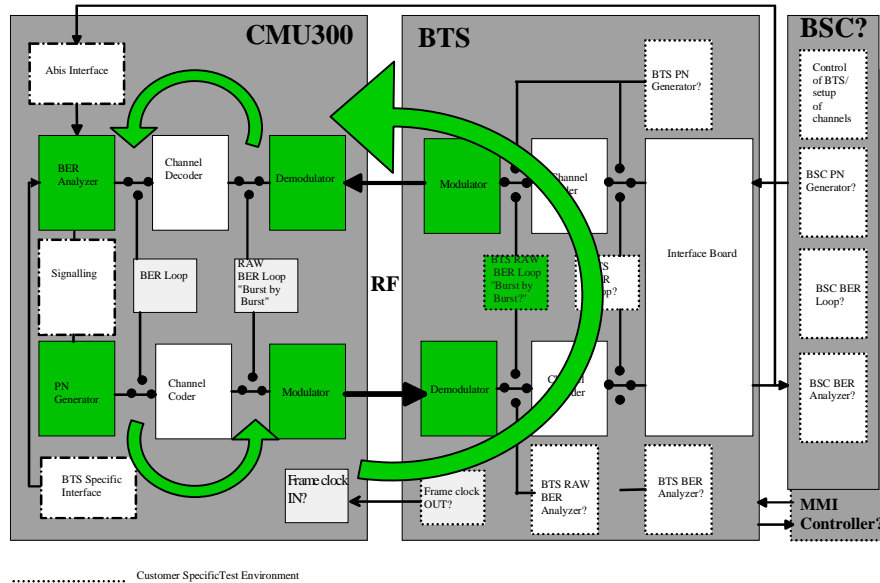 CMU300
BTS
BSC?
Abis Interface
BTS PN
Generator?
Control
of BTS/
setup
of
channels
BER
Analyzer
Channel
Decoder
Demodulator
Modulator
Interface Board
BSC PN
Generator?
Signalling
BER Loop
RAW
BER Loop
"Burst by
Burst"
RF
BTS RAW
BER Loop
"Burst by
Burst?"
BSC BER
Loop?
PN
Generator
Channel
Coder
Modulator
Demodulator
BSC BER
Analyzer?
BTS Specific
Interface
Frame clock
IN?
Frame clock
OUT?
BTS RAW
BER
Analyzer?
BTS BER
Analyzer?
MMI
Controller?
Customer SpecificTest Environment